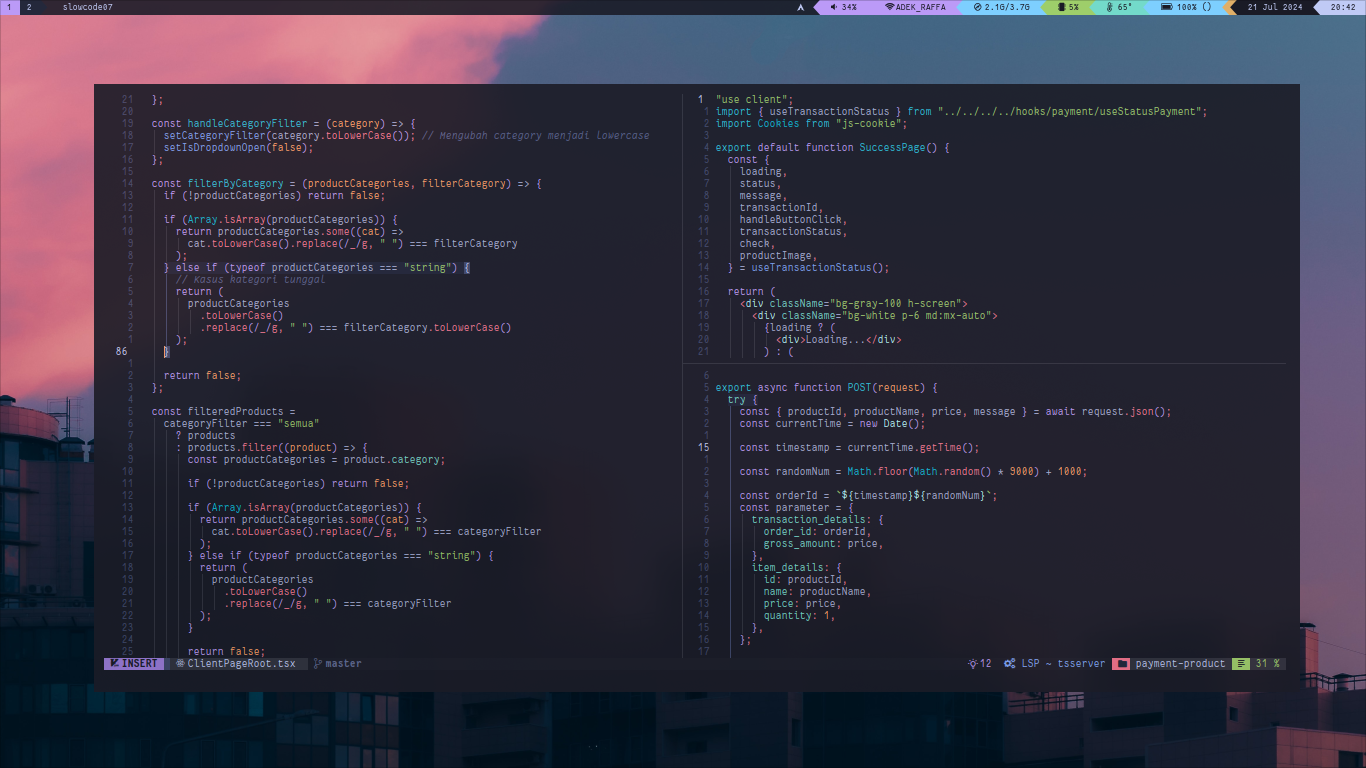 1 2 slowcode07 34% ADEK_RAFFA 2.1G/3.7G 5% 65° 100% () 21 Jul 2024 20:42
21 };
20
19 const handleCategoryFilter = (category) => {
18 setCategoryFilter(category.toLowerCase()); // Mengubah category menjadi lowercase
17 setIsDropdownOpen(false);
16 };
15
14 const filterByCategory = (productCategories, filterCategory) => {
13 if (!productCategories) return false;
12
11 if (Array.isArray(productCategories)) {
10 return productCategories.some((cat) =>
9 cat.toLowerCase().replace(/_/g, " ") === filterCategory
8 );
7 } else if (typeof productCategories === "string") {
6 // Kasus kategori tunggal
5 return (
4 productCategories
3 .toLowerCase()
2 .replace(/_/g, " ") === filterCategory.toLowerCase()
1 );
86 }
1
2 return false;
3 };
4
5 const filteredProducts =
6 categoryFilter === "semua"
7 ? products
8 : products.filter((product) => {
9 const productCategories = product.category;
10
11 if (!productCategories) return false;
12
13 if (Array.isArray(productCategories)) {
14 return productCategories.some((cat) =>
15 cat.toLowerCase().replace(/_/g, " ") === categoryFilter
16 );
17 } else if (typeof productCategories === "string") {
18 return (
19 productCategories
20 .toLowerCase()
21 .replace(/_/g, " ") === categoryFilter
22 );
23 }
24
25 return false;
1 "use client";
1 import { useTransactionStatus } from "../../../../hooks/payment/useStatusPayment";
2 import Cookies from "js-cookie";
3
4 export default function SuccessPage() {
5 const {
6 loading,
7 status,
8 message,
9 transactionId,
10 handleButtonClick,
11 transactionStatus,
12 check,
13 productImage,
14 } = useTransactionStatus();
15
16 return (
17 <div className="bg-gray-100 h-screen">
18 <div className="bg-white p-6 md:mx-auto">
19 {loading ? (
20 <div>Loading...</div>
21 ) : (
6
5 export async function POST(request) {
4 try {
3 const { productId, productName, price, message } = await request.json();
2 const currentTime = new Date();
1
15 const timestamp = currentTime.getTime();
1
2 const randomNum = Math.floor(Math.random() * 9000) + 1000;
3
4 const orderId = `${timestamp}${randomNum}`;
5 const parameter = {
6 transaction_details: {
7 order_id: orderId,
8 gross_amount: price,
9 },
10 item_details: {
11 id: productId,
12 name: productName,
13 price: price,
14 quantity: 1,
15 },
16 };
17
INSERT ClientPageRoot.tsx master 12 LSP ~ tsserver payment-product 31 %